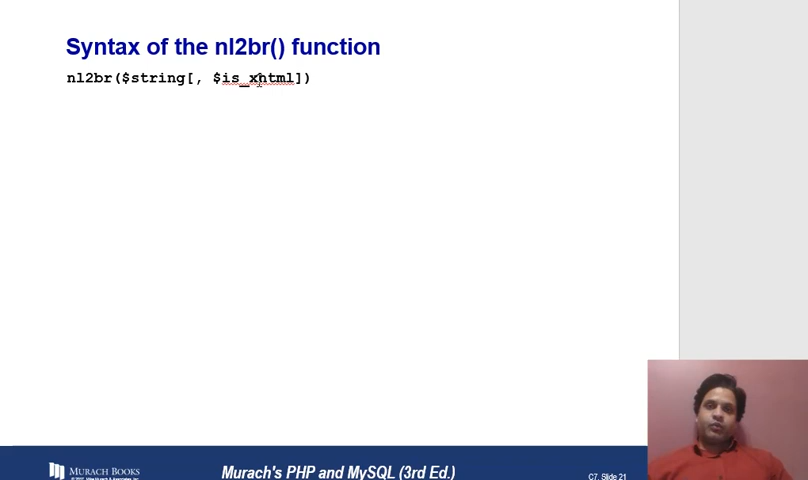 Syntax of the nl2br() function
nl2br($string[, $is_xhtml])
MURACH BOOKS
Murach's PHP and MySQL (3rd Ed.)
C7, Slide 21